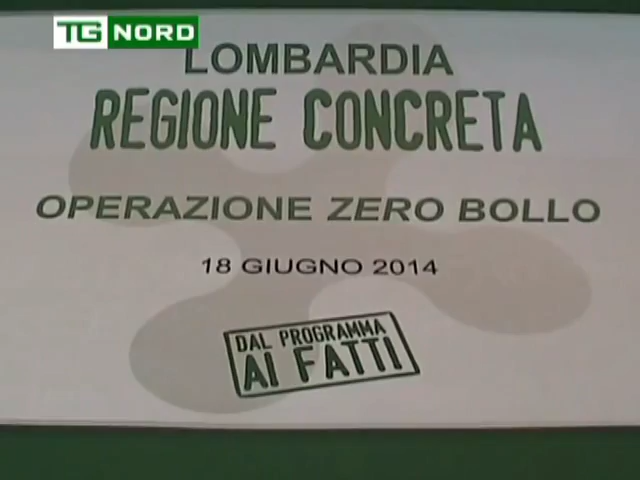 TG NORD
LOMBARDIA
REGIONE CONCRETA
OPERAZIONE ZERO BOLLO
18 GIUGNO 2014
DAL PROGRAMMA
AI FATTI